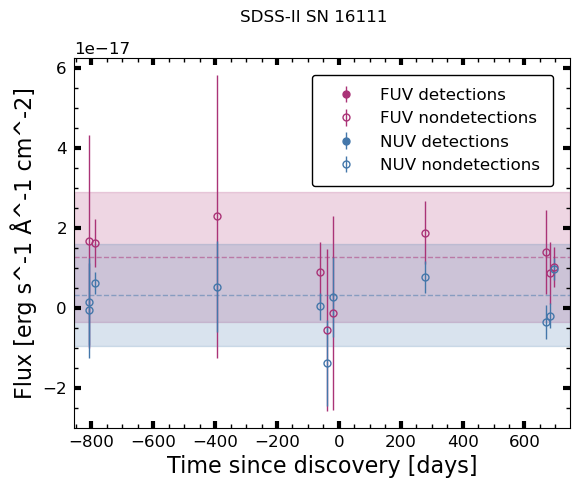 SDSS-II SN 16111
1e−17
FUV detections
FUV nondetections
NUV detections
NUV nondetections
6
4
2
0
−2
Flux [erg s^-1 Å^-1 cm^-2]
−800 −600 −400 −200 0 200 400 600
Time since discovery [days]